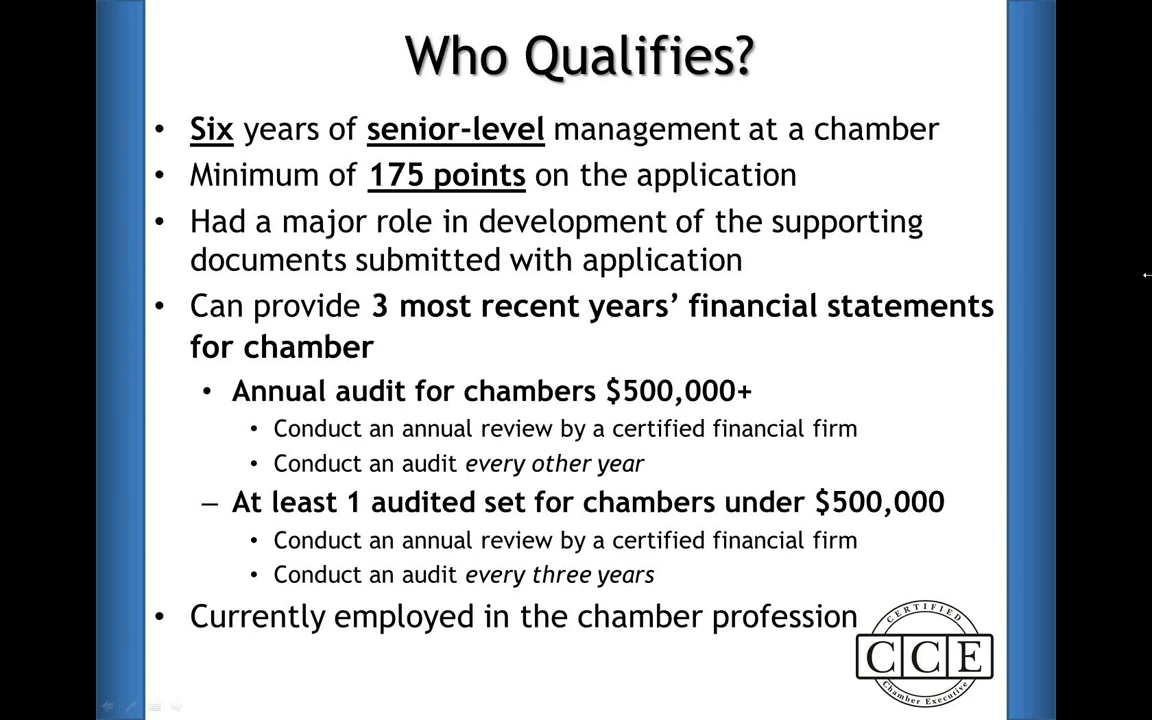 Who Qualifies?
• Six years of senior-level management at a chamber
• Minimum of 175 points on the application
• Had a major role in development of the supporting
documents submitted with application
• Can provide 3 most recent years’ financial statements
for chamber
• Annual audit for chambers $500,000+
• Conduct an annual review by a certified financial firm
• Conduct an audit every other year
– At least 1 audited set for chambers under $500,000
• Conduct an annual review by a certified financial firm
• Conduct an audit every three years
• Currently employed in the chamber profession
CERTIFIED
CCE
Chamber Executive